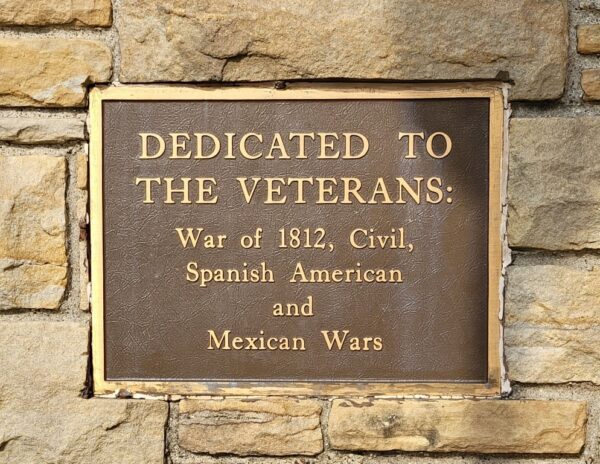 DEDICATED TO
THE VETERANS:
War of 1812, Civil,
Spanish American
and
Mexican Wars